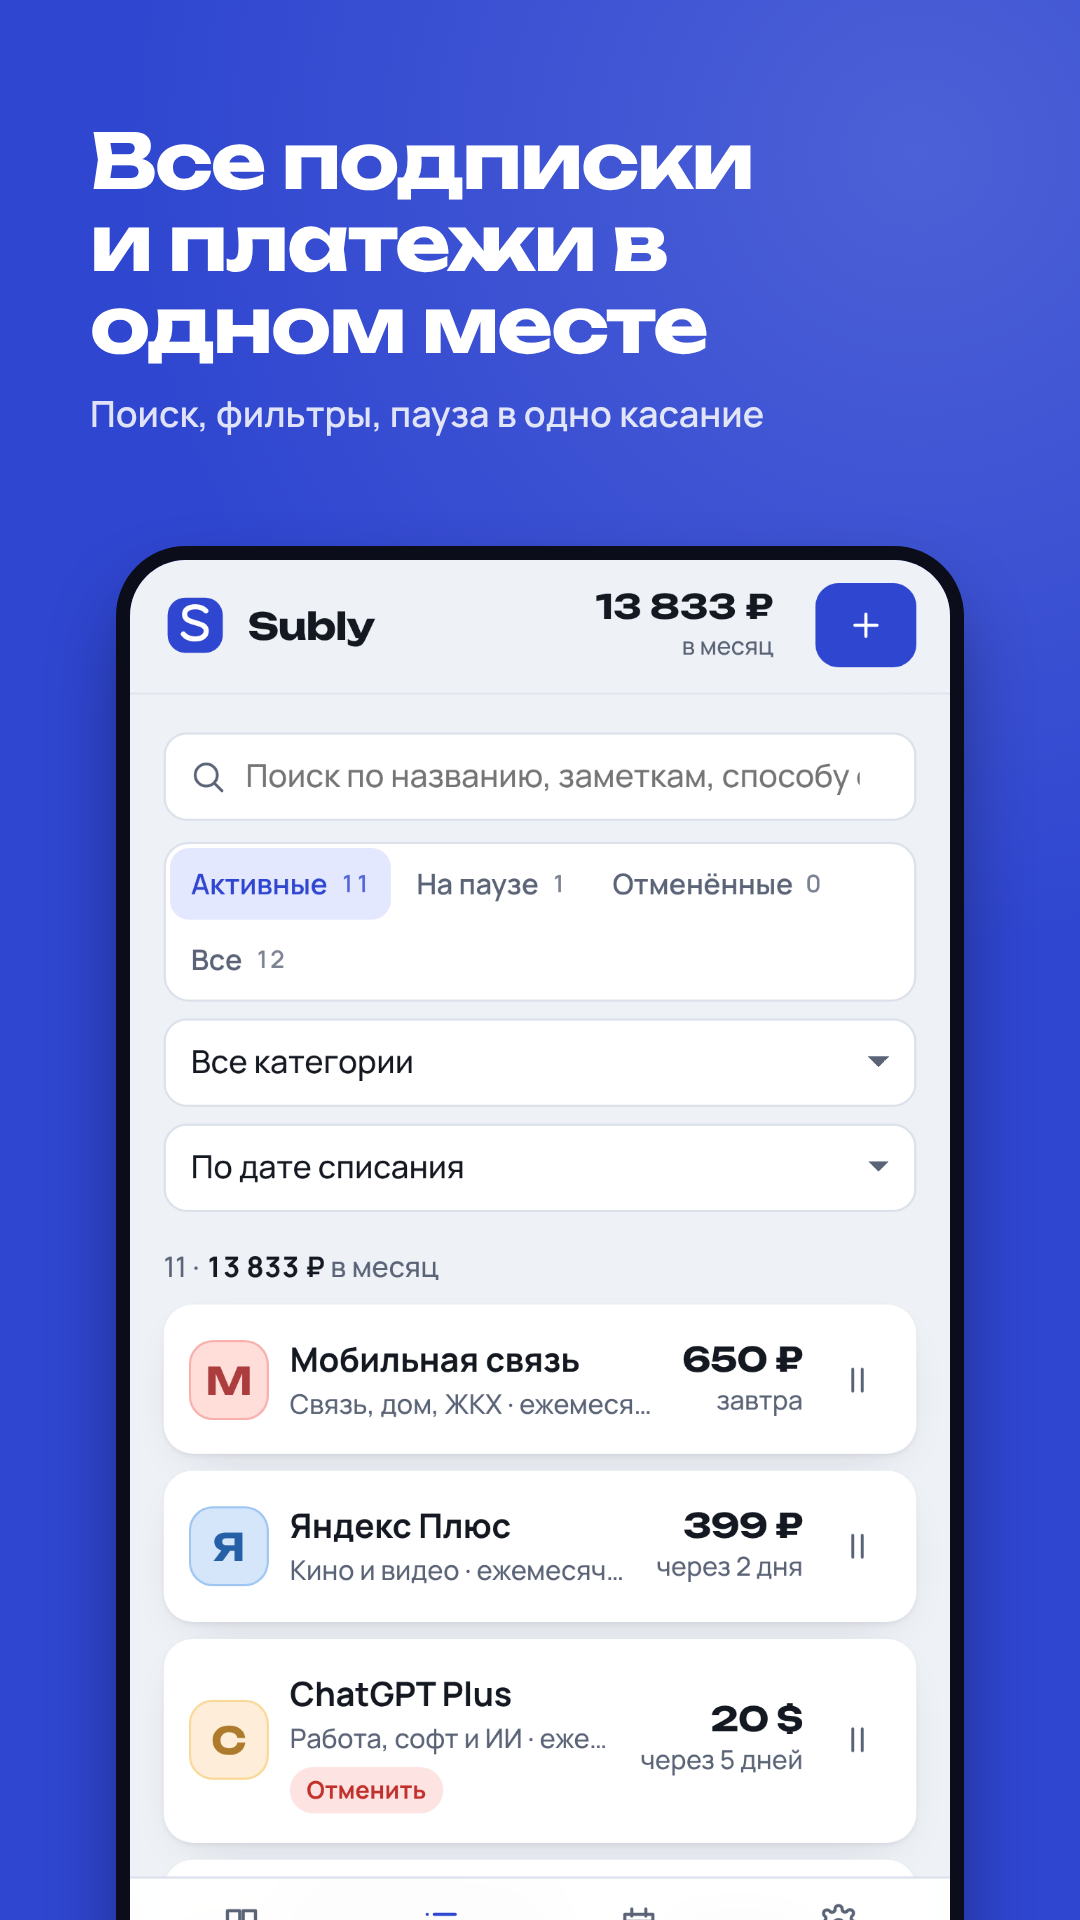 Все подписки
и платежи в
одном месте
Поиск, фильтры, пауза в одно касание
S Subly
13 833 ₽
в месяц
+
Поиск по названию, заметкам, способу
Активные 11 На паузе 1 Отменённые 0
Все 12
Все категории
По дате списания
11 · 13 833 ₽ в месяц
М
Мобильная связь
650 ₽
Связь, дом, ЖКХ · ежемеся...
завтра
Я
Яндекс Плюс
399 ₽
Кино и видео · ежемесяч...
через 2 дня
C
ChatGPT Plus
20 $
Работа, софт и ИИ · еже...
через 5 дней
Отменить